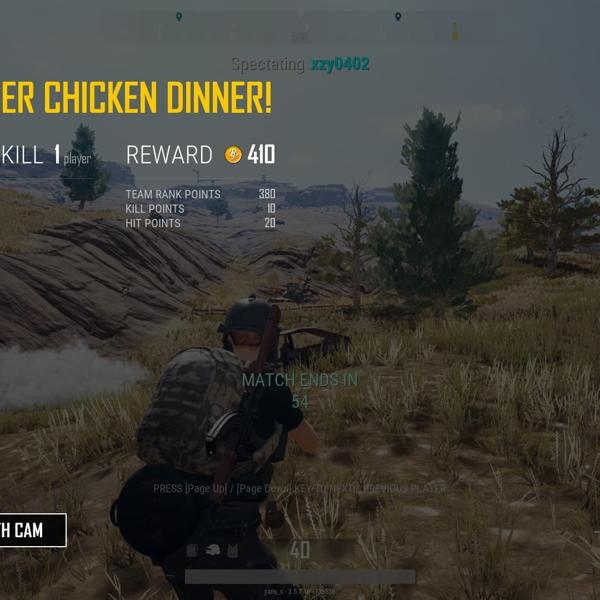 Spectating xzy0402
ER CHICKEN DINNER!
KILL 1 player REWARD 410
TEAM RANK POINTS 380
KILL POINTS 10
HIT POINTS 20
MATCH ENDS IN
54
PRESS [Page Up] / [Page Down] KEY TO NEXT / PREVIOUS PLAYER
TH CAM
40